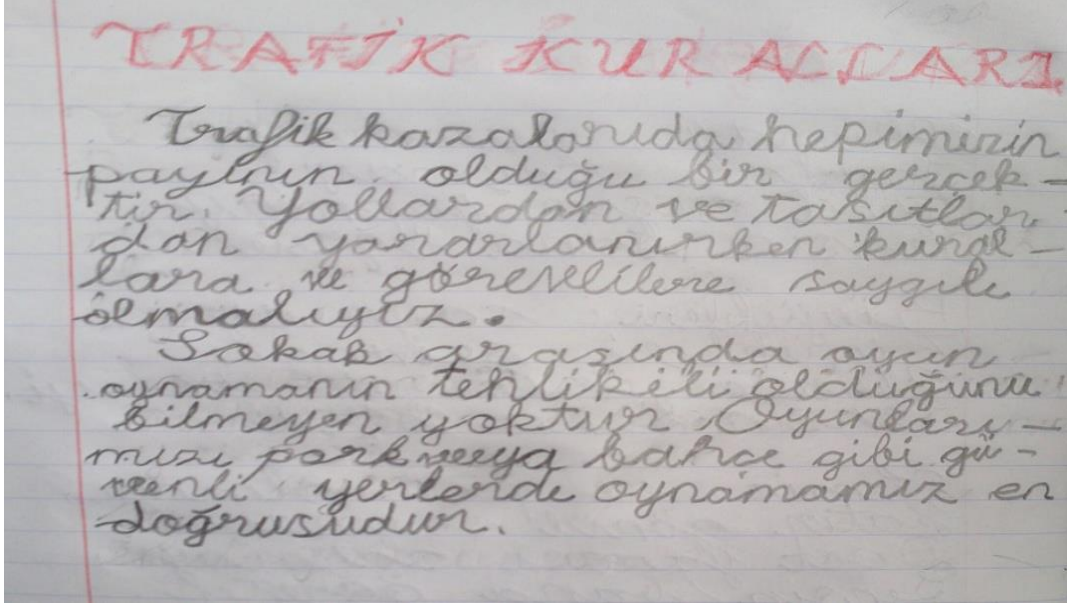 TRAFİK KURALLARI
Trafik kazalarıda hepimizin
payının olduğu bir gerçek-
tir. Yollardan ve taşıtlar-
dan yararlanırken kural-
lara ve görevlilere saygılı
olmalıyız.
Sokak arasında oyun
oynamanın tehlikeli olduğunu
bilmeyen yoktur. Oyunları-
mızı park veya bahçe gibi gü-
venli yerlerde oynamamız en
doğrusudur.